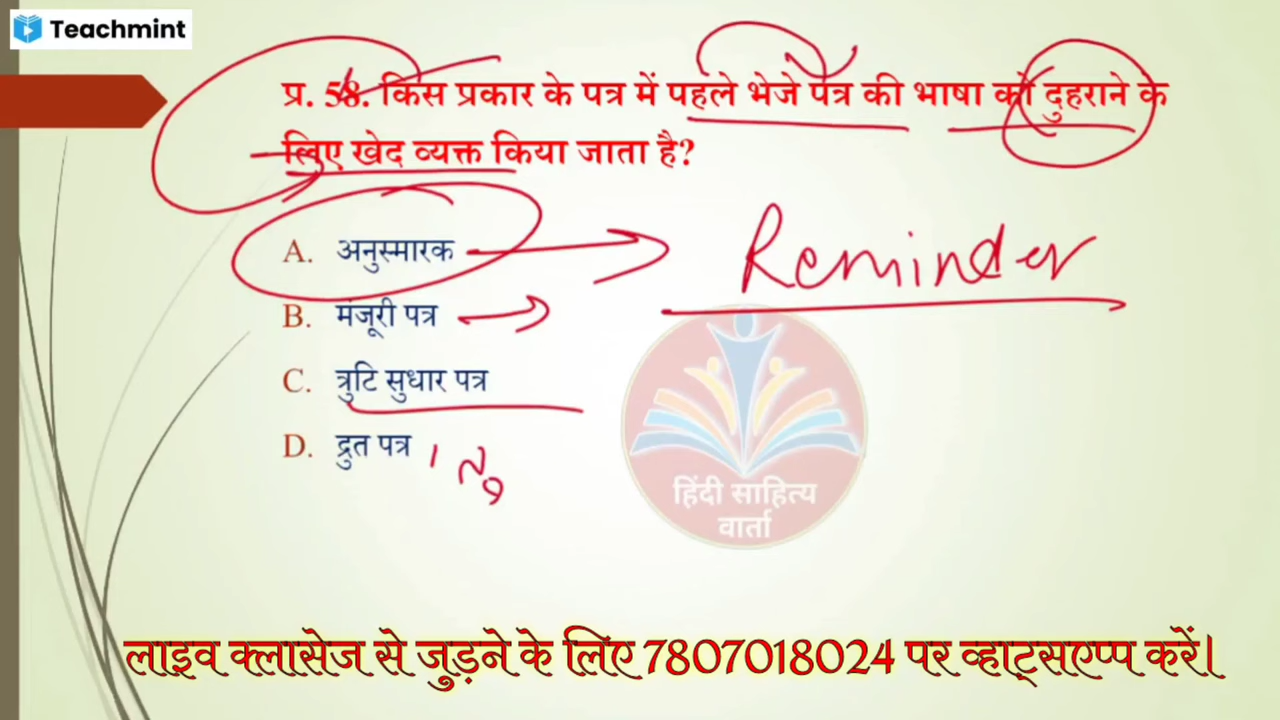 Teachmint
प्र. 58. किस प्रकार के पत्र में पहले भेजे पत्र की भाषा को दुहराने के
लिए खेद व्यक्त किया जाता है?
A. अनुस्मारक
Reminder
B. मंजूरी पत्र
C. त्रुटि सुधार पत्र
D. द्रुत पत्र
हिंदी साहित्य
वार्ता
लाइव क्लासेज से जुड़ने के लिए 7807018024 पर व्हाट्सएप्प करें।